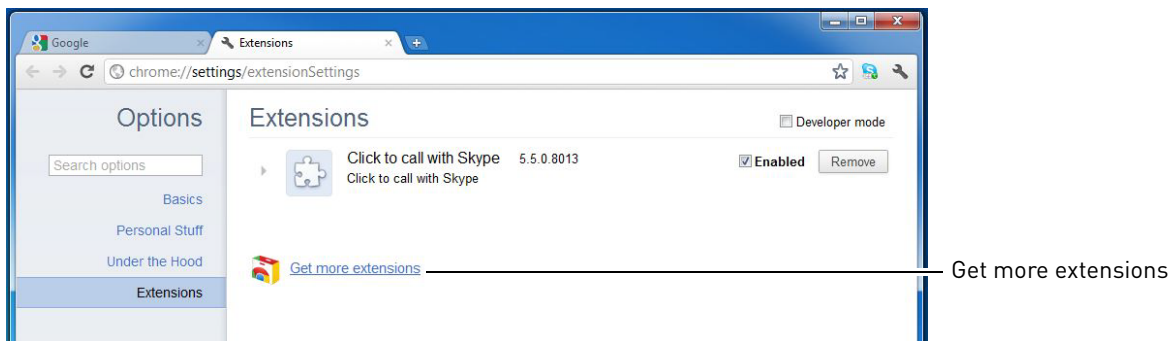 Google
Extensions
chrome://settings/extensionSettings
Options
Extensions
Developer mode
Search options
Click to call with Skype 5.5.0.8013
Enabled
Remove
Click to call with Skype
Basics
Personal Stuff
Under the Hood
Get more extensions
Get more extensions
Extensions